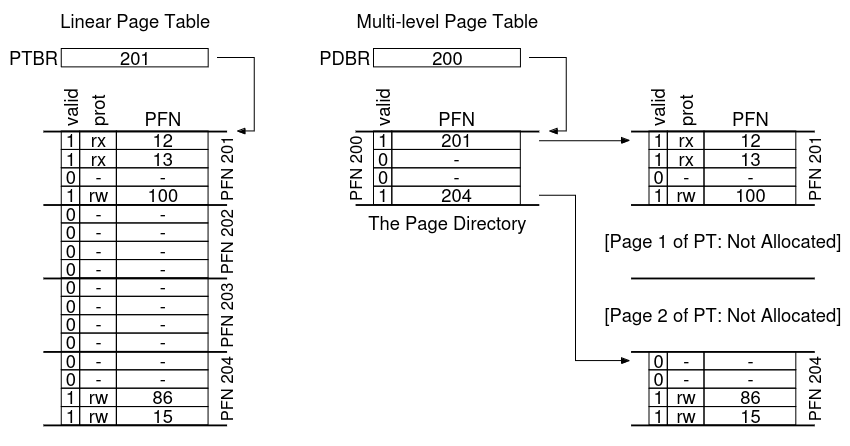 Linear Page Table
PTBR 201
valid prot PFN
1 rx 12
1 rx 13
0 - -
1 rw 100
PFN 201
0 - -
0 - -
0 - -
0 - -
PFN 202
0 - -
0 - -
0 - -
0 - -
PFN 203
0 - -
0 - -
1 rw 86
1 rw 15
PFN 204
Multi-level Page Table
PDBR 200
valid PFN
PFN 200
1 201
0 -
0 -
1 204
The Page Directory
valid prot PFN
1 rx 12
1 rx 13
0 - -
1 rw 100
PFN 201
[Page 1 of PT: Not Allocated]
[Page 2 of PT: Not Allocated]
0 - -
0 - -
1 rw 86
1 rw 15
PFN 204